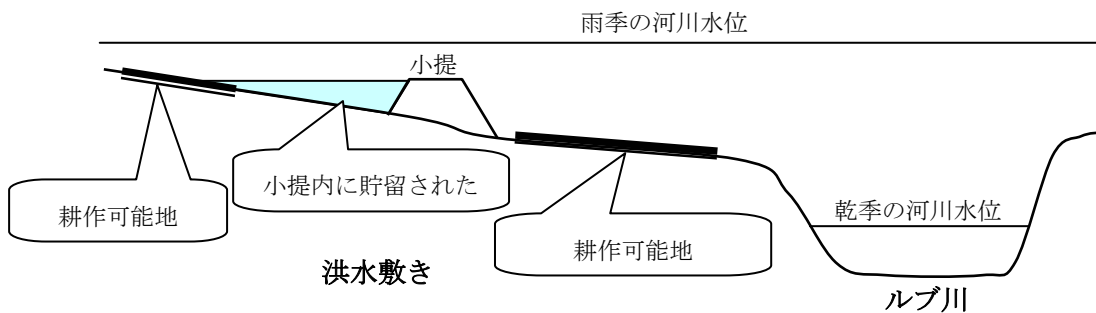 雨季の河川水位
小提
耕作可能地
小提内に貯留された
耕作可能地
乾季の河川水位
洪水敷き
ルブ川